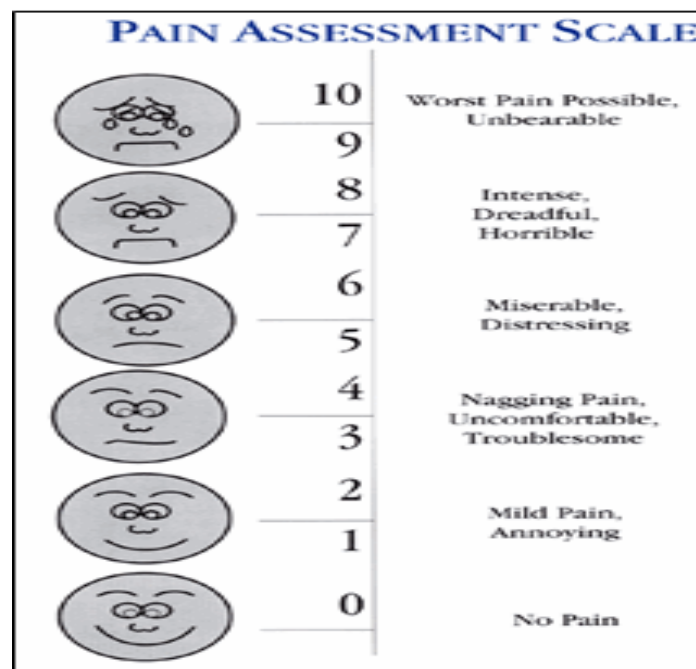 PAIN ASSESSMENT SCALE
10
Worst Pain Possible,
Unbearable
9
8
Intense,
Dreadful,
Horrible
7
6
Miserable,
Distressing
5
4
Nagging Pain,
Uncomfortable,
Troublesome
3
2
Mild Pain,
Annoying
1
0
No Pain